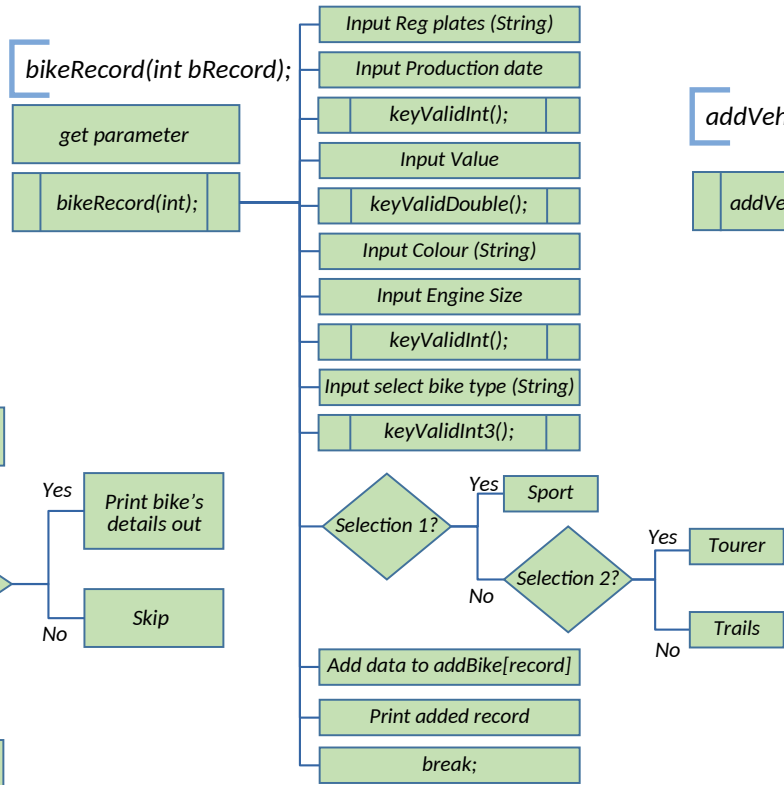 bikeRecord(int bRecord);
get parameter
bikeRecord(int);
Input Reg plates (String)
Input Production date
keyValidInt();
Input Value
keyValidDouble();
Input Colour (String)
Input Engine Size
keyValidInt();
Input select bike type (String)
keyValidInt3();
Selection 1?
Yes
Sport
No
Selection 2?
Yes
Tourer
No
Trails
Add data to addBike[record]
Print added record
break;
Yes
Print bike's
details out
No
Skip